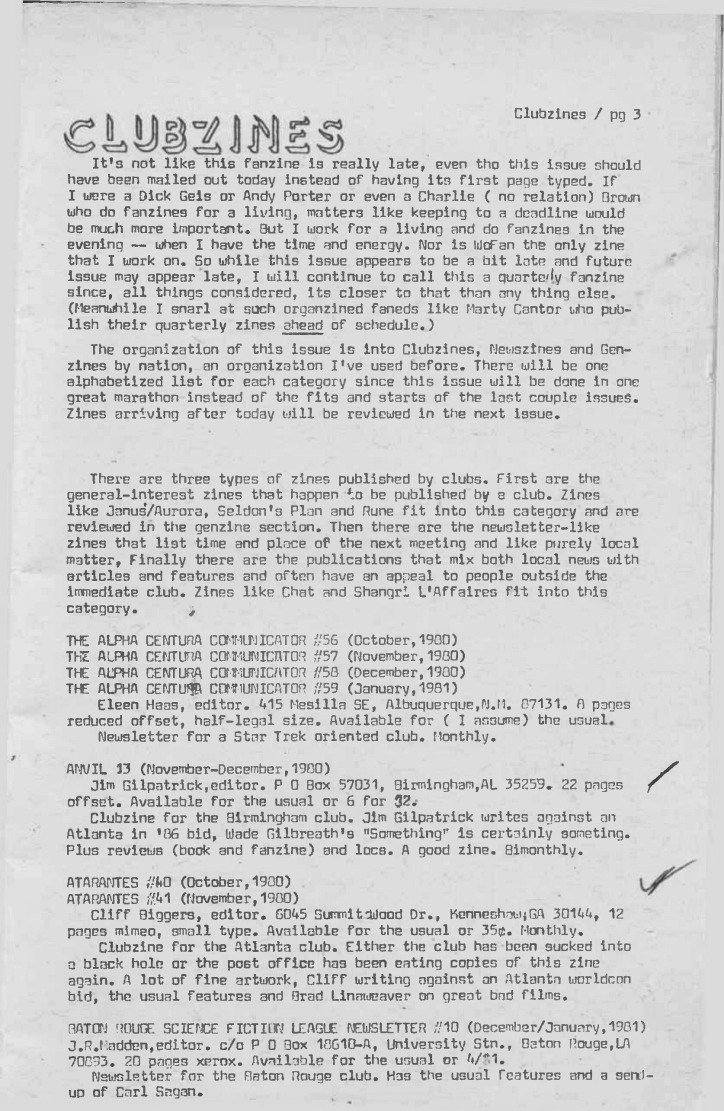 Clubzines / pg 3
CLUBZINES
It's not like this fanzine is really late, even tho this issue should
have been mailed out today instead of having its first page typed. If
I were a Dick Geis or Andy Porter or even a Charlie ( no relation) Brown
who do fanzines for a living, matters like keeping to a deadline would
be much more important. But I work for a living and do fanzines in the
evening -- when I have the time and energy. Nor is WoFan the only zine
that I work on. So while this issue appears to be a bit late and future
issue may appear late, I will continue to call this a quarterly fanzine
since, all things considered, its closer to that than any thing else.
(Meanwhile I snarl at such organzined faneds like Marty Cantor who pub-
lish their quarterly zines ahead of schedule.)
The organization of this issue is into Clubzines, Newszines and Gen-
zines by nation, an organization I've used before. There will be one
alphabetized list for each category since this issue will be done in one
great marathon instead of the fits and starts of the last couple issues.
Zines arriving after today will be reviewed in the next issue.
There are three types of zines published by clubs. First are the
general-interest zines that happen to be published by a club. Zines
like Janus/Aurora, Seldon's Plan and Rune fit into this category and are
reviewed in the genzine section. Then there are the newsletter-like
zines that list time and place of the next meeting and like purely local
matter, Finally there are the publications that mix both local news with
articles and features and often have an appeal to people outside the
immediate club. Zines like Chat and Shangri L'Affaires fit into this
category.
THE ALPHA CENTURA COMMUNICATOR #56 (October,1980)
THE ALPHA CENTURA COMMUNICATOR #57 (November,1980)
THE ALPHA CENTURA COMMUNICATOR #58 (December,1980)
THE ALPHA CENTURA COMMUNICATOR #59 (January,1981)
Eleen Haas, editor. 415 Mesilla SE, Albuquerque,N.M. 87131. 8 pages
reduced offset, half-legal size. Available for ( I assume) the usual.
Newsletter for a Star Trek oriented club. Monthly.
ANVIL 13 (November-December,1980)
Jim Gilpatrick,editor. P O Box 57031, Birmingham,AL 35259. 22 pages
offset. Available for the usual or 6 for $2.
Clubzine for the Birmingham club. Jim Gilpatrick writes against an
Atlanta in '86 bid, Wade Gilbreath's "Something" is certainly someting.
Plus reviews (book and fanzine) and locs. A good zine. Bimonthly.
ATARANTES #40 (October,1980)
ATARANTES #41 (November,1980)
Cliff Biggers, editor. 6045 Summit Wood Dr., Kenneshaw,GA 30144, 12
pages mimeo, small type. Available for the usual or 35¢. Monthly.
Clubzine for the Atlanta club. Either the club has been sucked into
a black hole or the post office has been eating copies of this zine
again. A lot of fine artwork, Cliff writing against an Atlanta worldcon
bid, the usual features and Brad Linaweaver on great bad films.
BATON ROUGE SCIENCE FICTION LEAGUE NEWSLETTER #10 (December/January,1981)
J.R.Madden,editor. c/o P O Box 18610-A, University Stn., Baton Rouge,LA
70893. 20 pages xerox. Available for the usual or 4/$1.
Newsletter for the Baton Rouge club. Has the usual features and a send-
up of Carl Sagan.